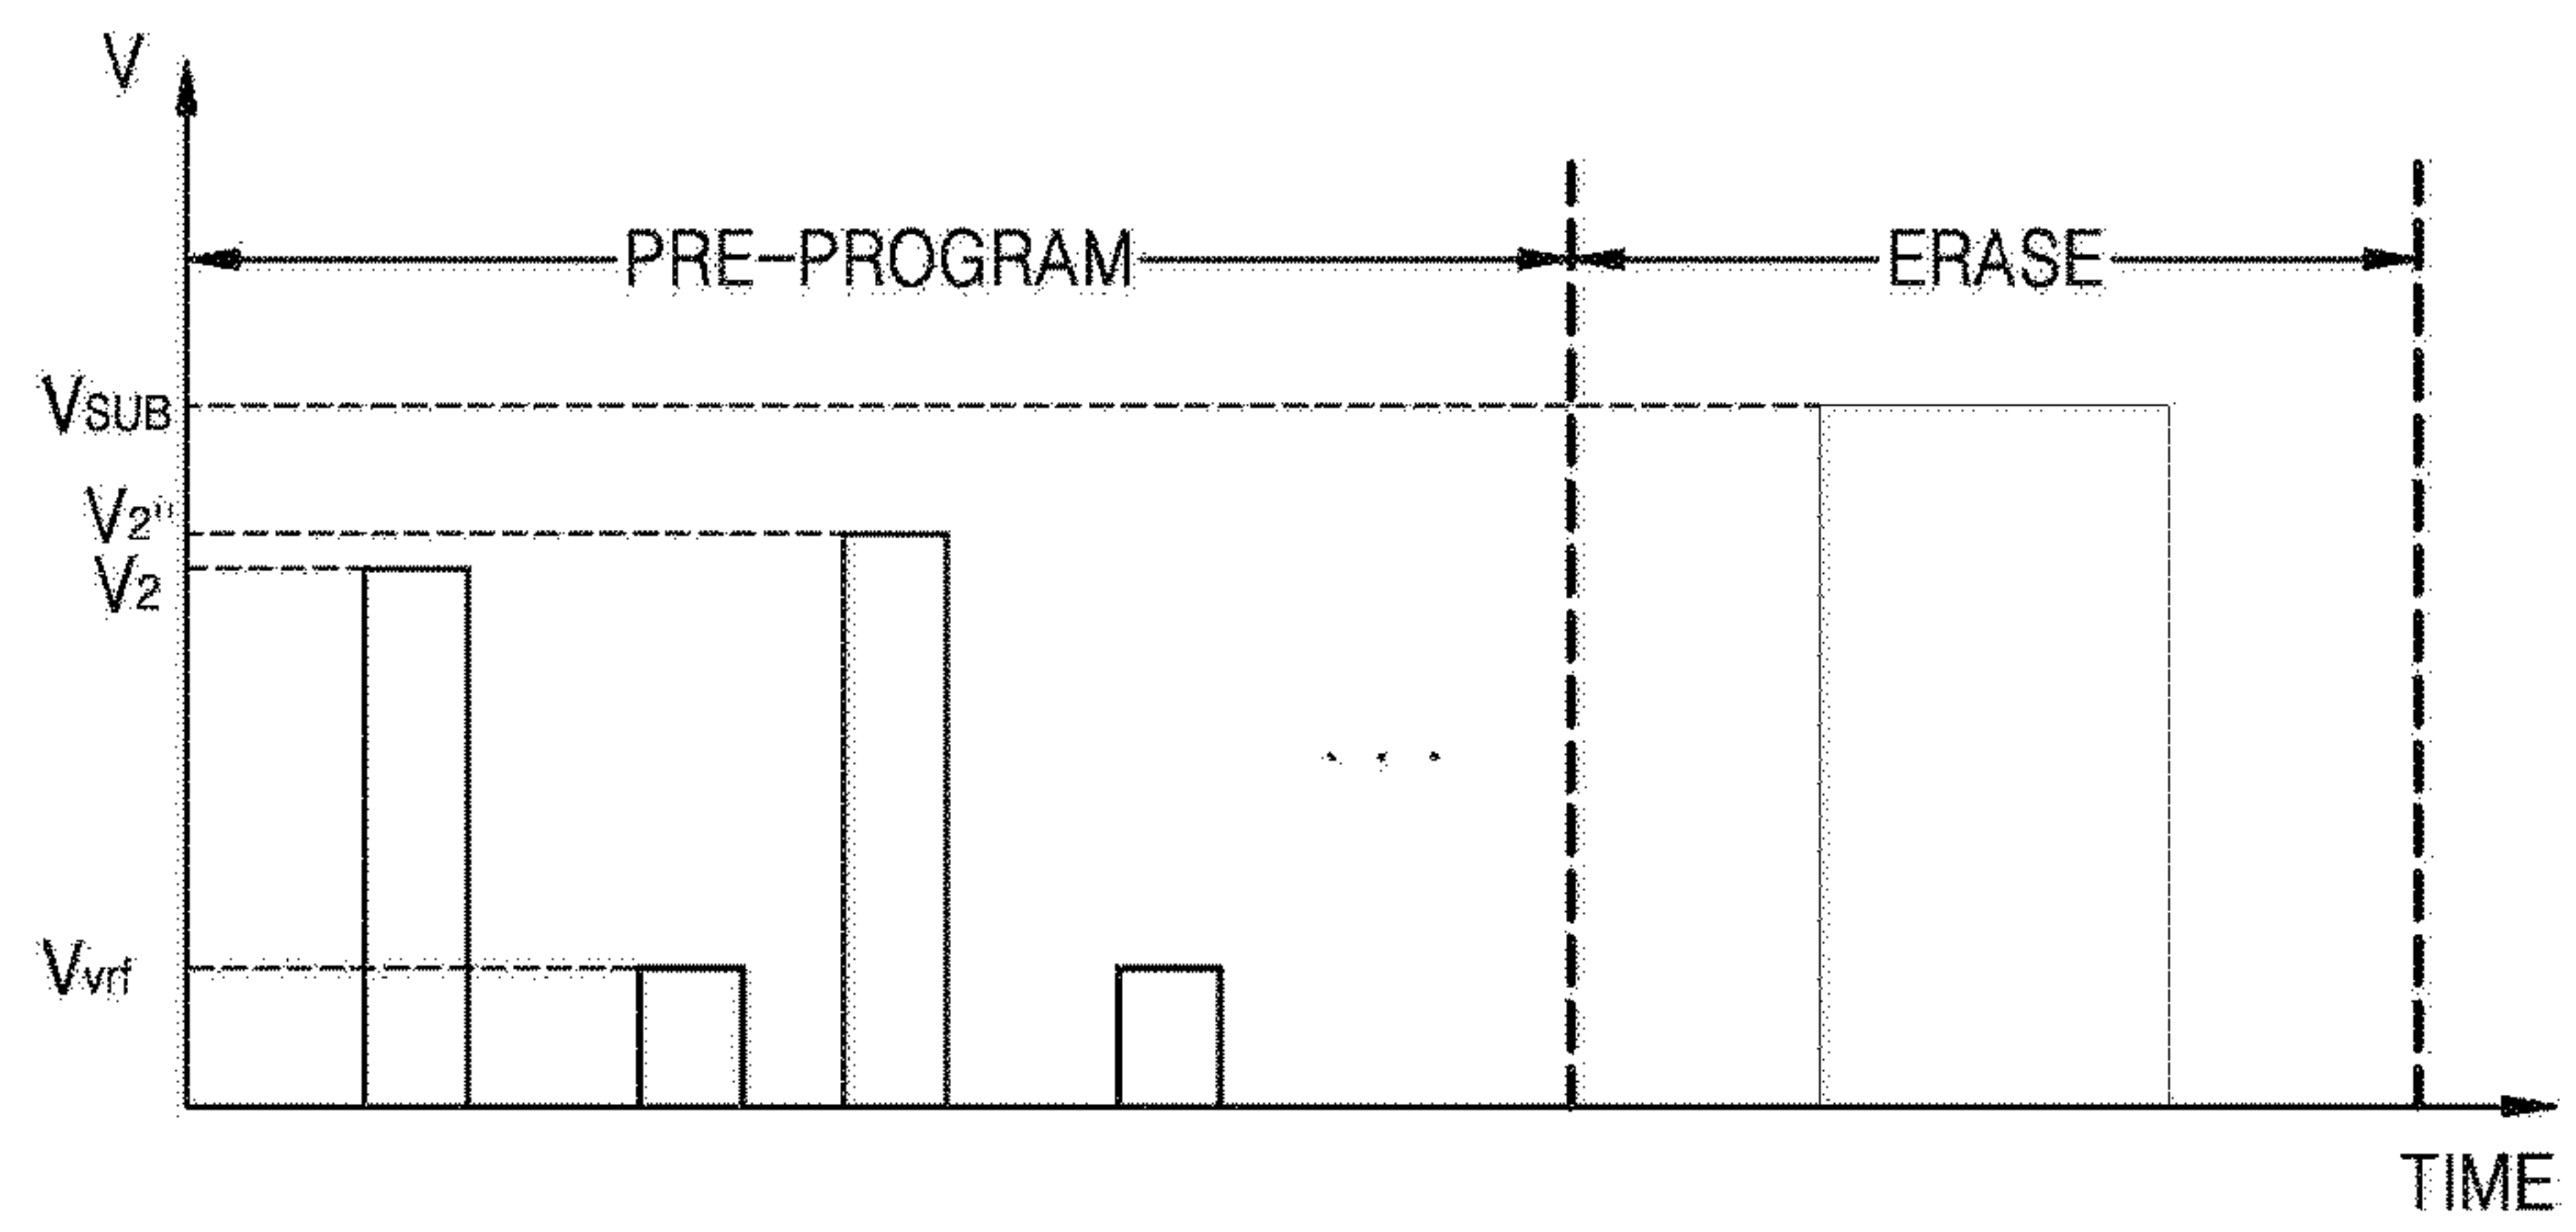 V
PRE-PROGRAM
ERASE
VSUB
V2"
V2
. . .
Vvrf
TIME